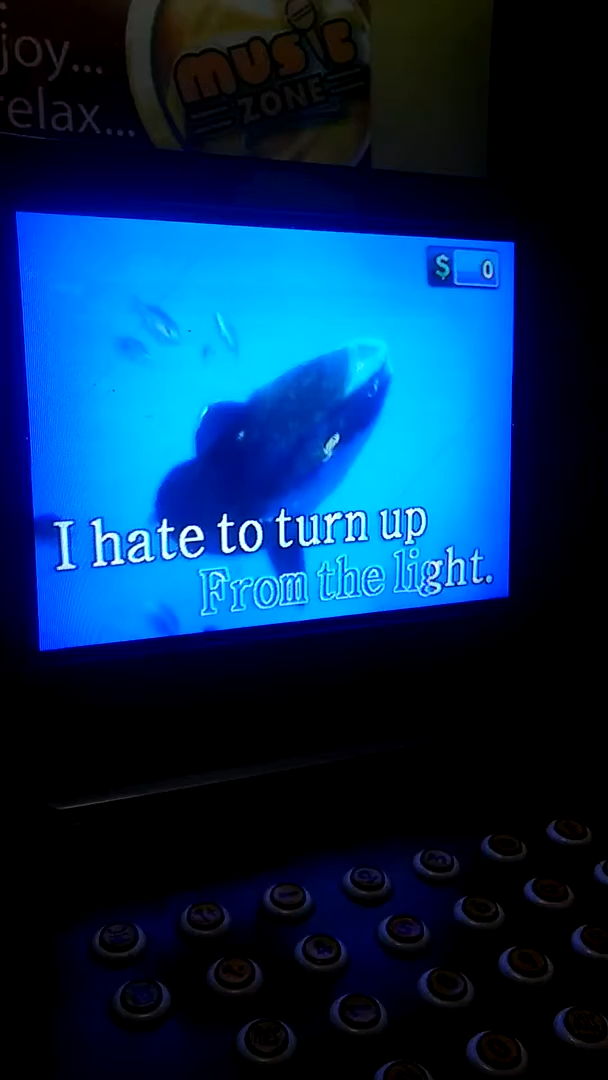 joy...
relax...
MUSIC
ZONE
$ 0
I hate to turn up
From the light.